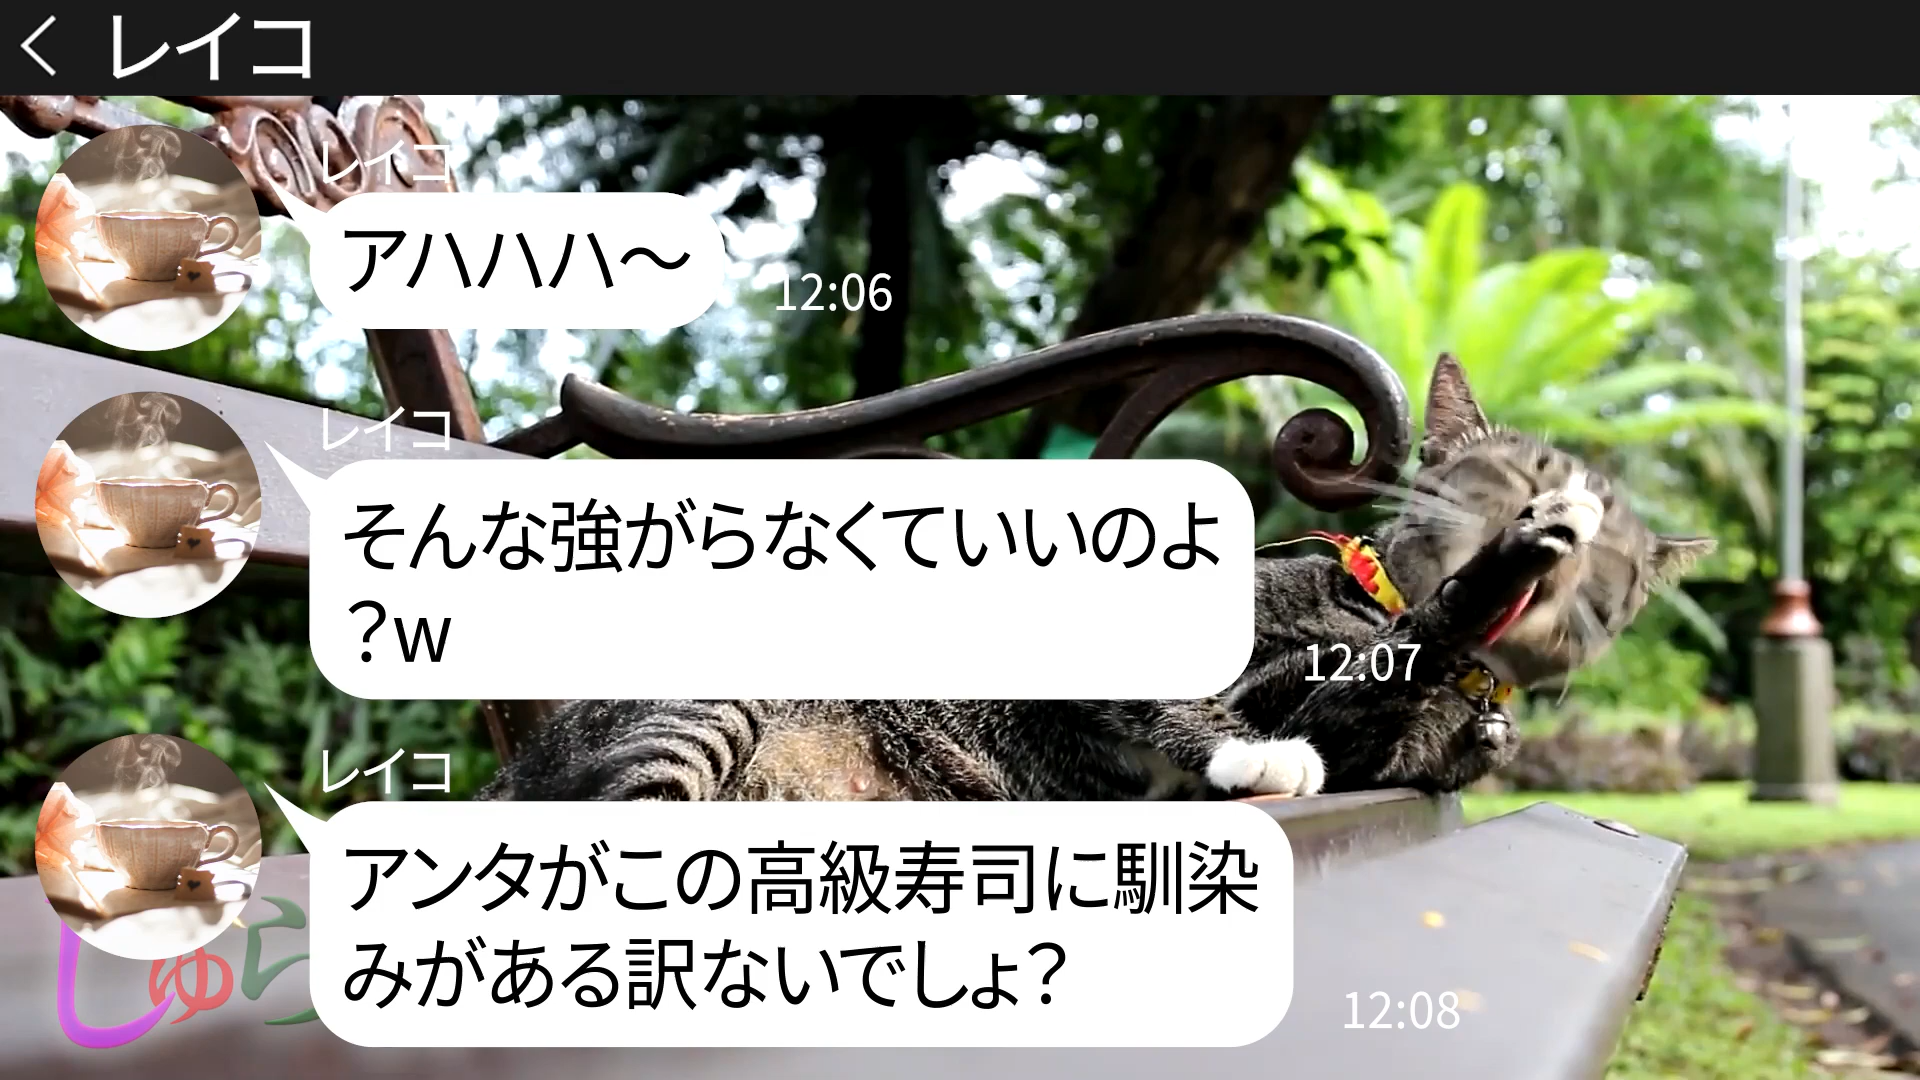 レイコ
レイコ
アハハハ〜
12:06
レイコ
そんな強がらなくていいのよ
？w
12:07
レイコ
アンタがこの高級寿司に馴染
みがある訳ないでしょ？
12:08
しゅら